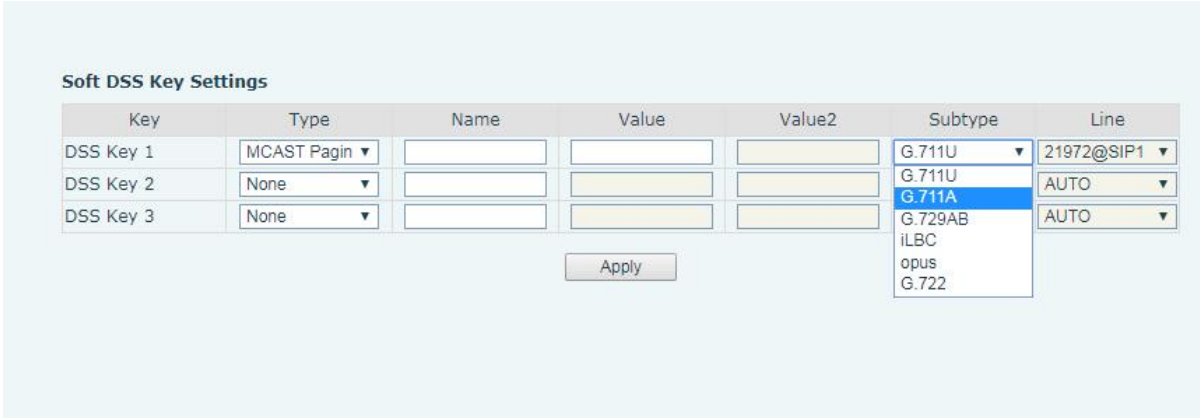 Soft DSS Key Settings
Key Type Name Value Value2 Subtype Line
DSS Key 1 MCAST Pagin G.711U 21972@SIP1
DSS Key 2 None AUTO
DSS Key 3 None AUTO
G.711U
G.711A
G.729AB
iLBC
opus
G.722
Apply